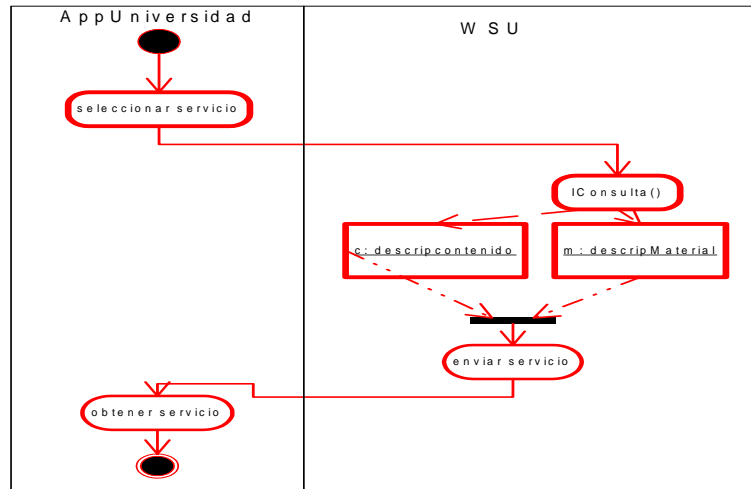 AppUniversidad
WSU
seleccionar servicio
IConsulta()
c: descripcontenido
m: descripMaterial
enviar servicio
obtener servicio